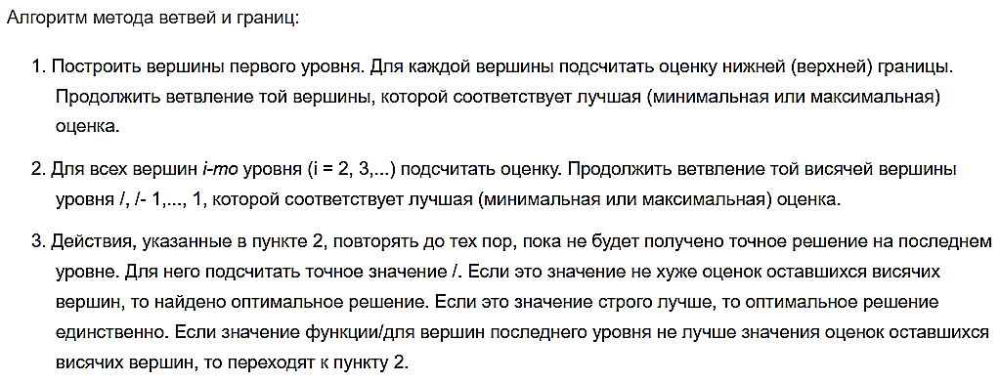 Алгоритм метода ветвей и границ:
1. Построить вершины первого уровня. Для каждой вершины подсчитать оценку нижней (верхней) границы.
Продолжить ветвление той вершины, которой соответствует лучшая (минимальная или максимальная)
оценка.
2. Для всех вершин i-то уровня (i = 2, 3,...) подсчитать оценку. Продолжить ветвление той висячей вершины
уровня /, /- 1,..., 1, которой соответствует лучшая (минимальная или максимальная) оценка.
3. Действия, указанные в пункте 2, повторять до тех пор, пока не будет получено точное решение на последнем
уровне. Для него подсчитать точное значение /. Если это значение не хуже оценок оставшихся висячих
вершин, то найдено оптимальное решение. Если это значение строго лучше, то оптимальное решение
единственно. Если значение функции/для вершин последнего уровня не лучше значения оценок оставшихся
висячих вершин, то переходят к пункту 2.